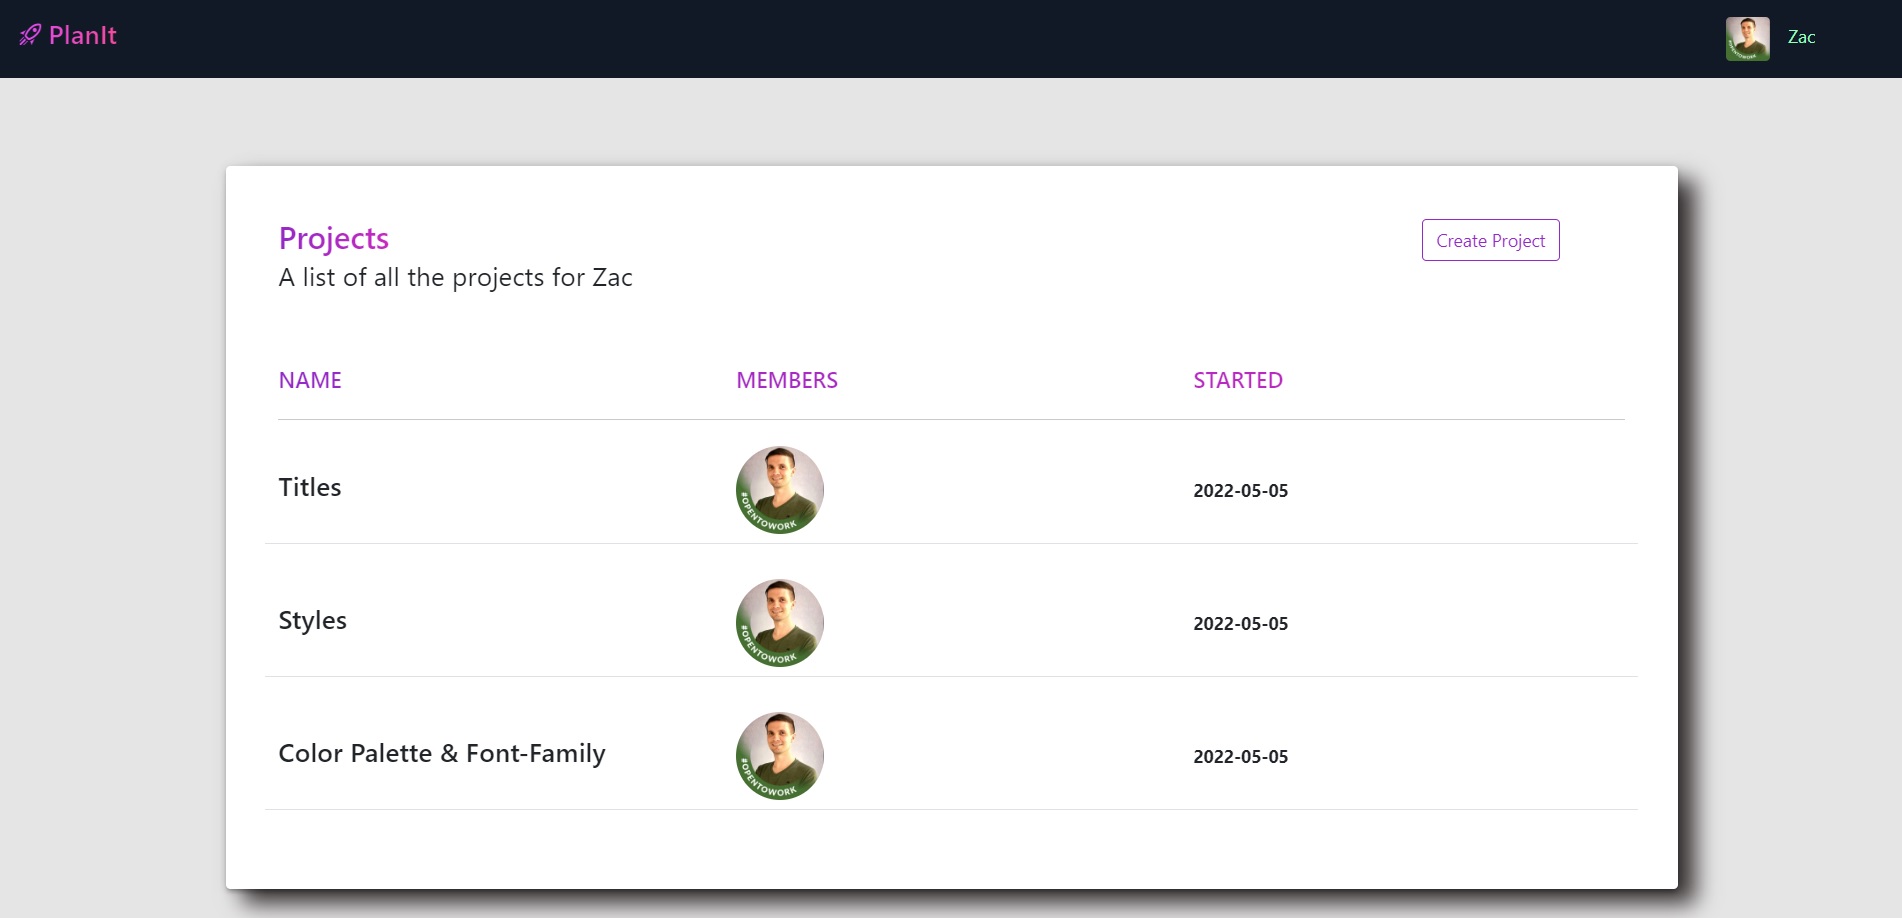 PlanIt
Zac
Projects
Create Project
A list of all the projects for Zac
NAME MEMBERS STARTED
Titles #OPENTOWORK 2022-05-05
Styles #OPENTOWORK 2022-05-05
Color Palette & Font-Family #OPENTOWORK 2022-05-05